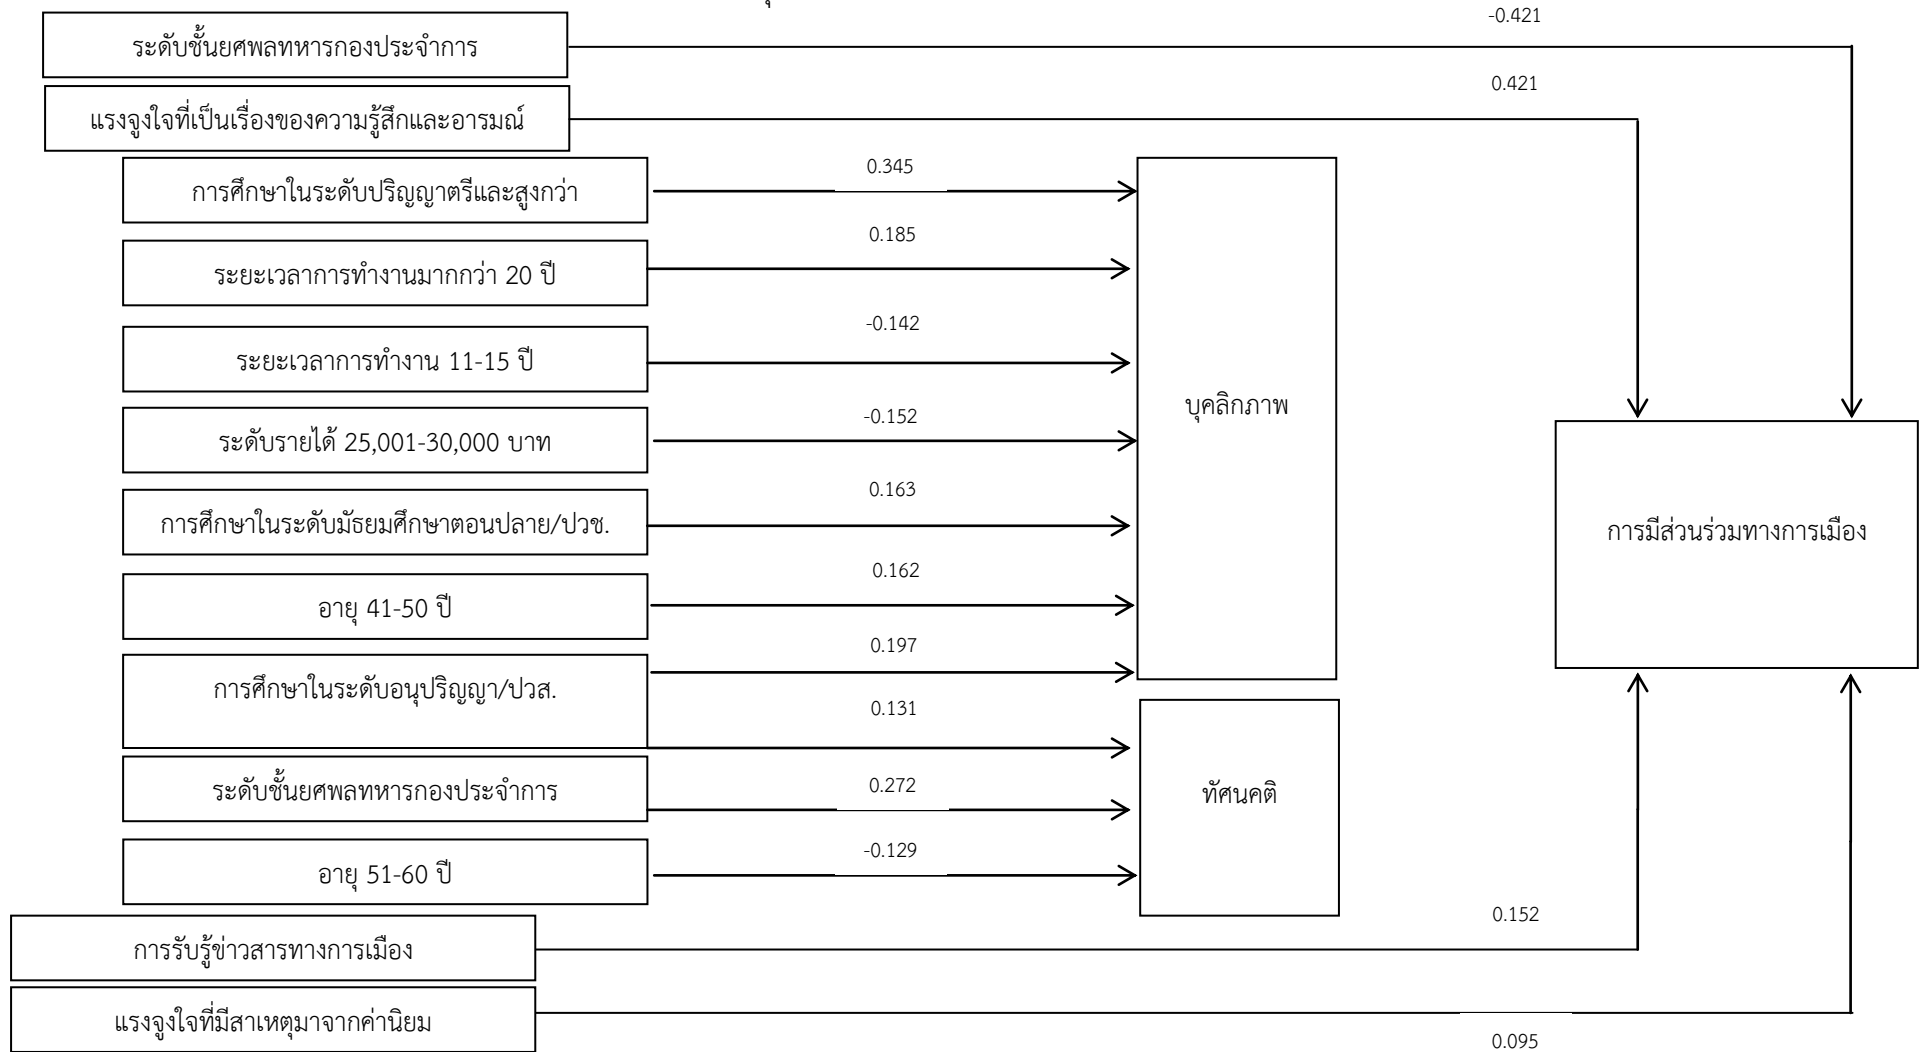 -0.421
ระดับชั้นยศพลทหารกองประจำการ
0.421
แรงจูงใจที่เป็นเรื่องของความรู้สึกและอารมณ์
0.345
การศึกษาในระดับปริญญาตรีและสูงกว่า
0.185
ระยะเวลาการทำงานมากกว่า 20 ปี
-0.142
ระยะเวลาการทำงาน 11-15 ปี
บุคลิกภาพ
-0.152
ระดับรายได้ 25,001-30,000 บาท
0.163
การศึกษาในระดับมัธยมศึกษาตอนปลาย/ปวช.
การมีส่วนร่วมทางการเมือง
0.162
อายุ 41-50 ปี
0.197
การศึกษาในระดับอนุปริญญา/ปวส.
0.131
0.272
ระดับชั้นยศพลทหารกองประจำการ
ทัศนคติ
-0.129
อายุ 51-60 ปี
0.152
การรับรู้ข่าวสารทางการเมือง
แรงจูงใจที่มีสาเหตุมาจากค่านิยม
0.095